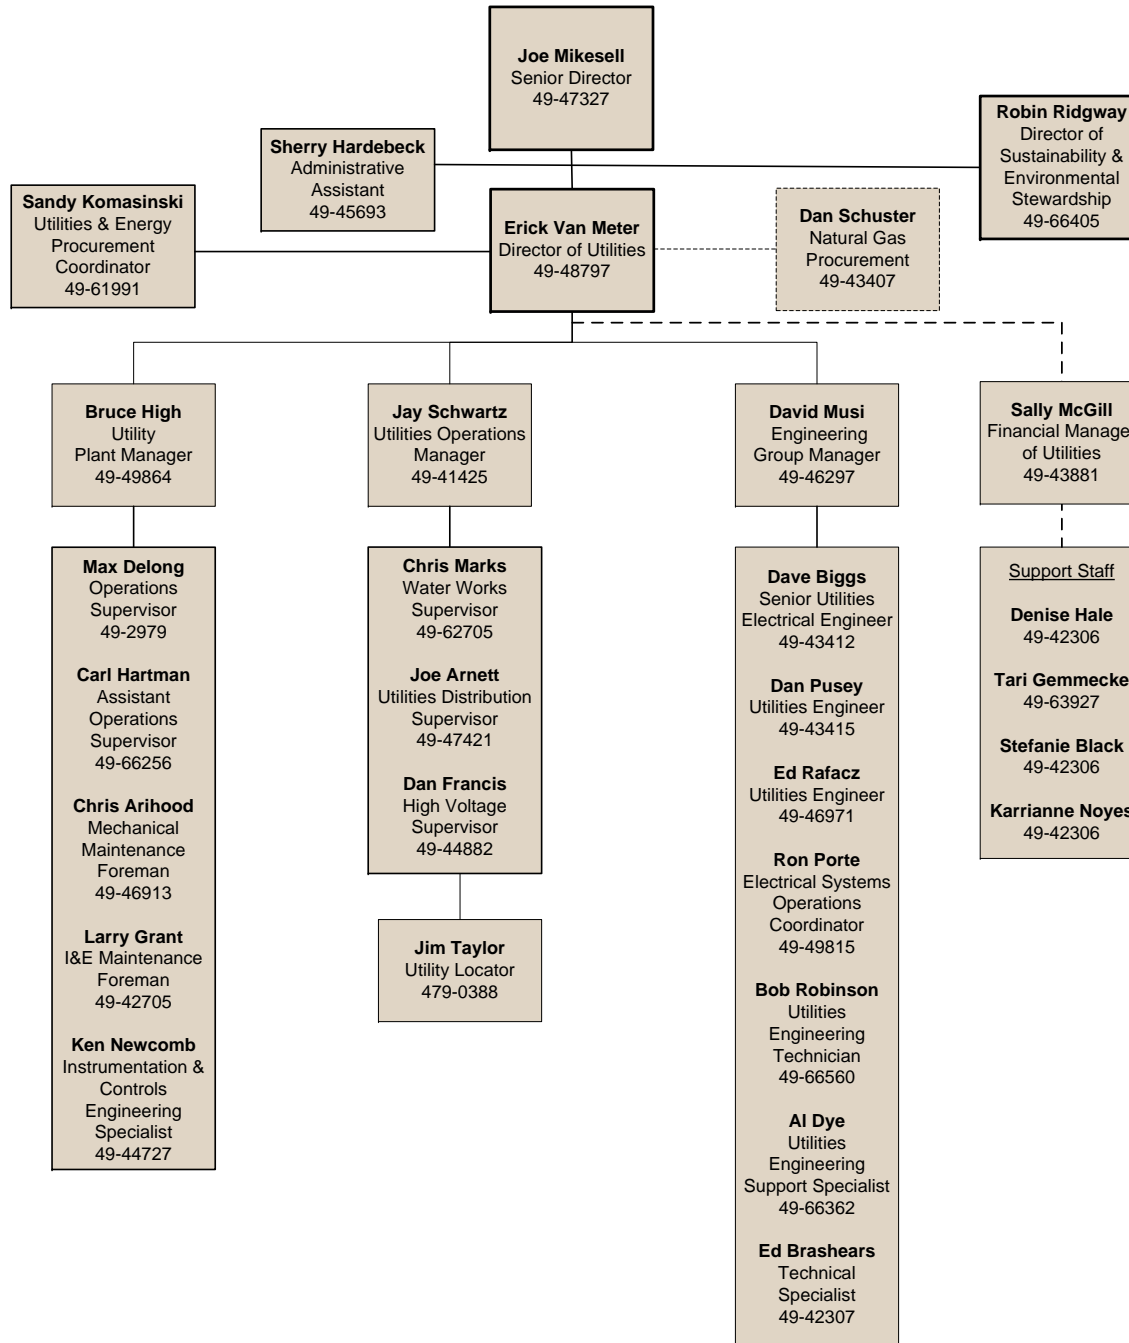 Joe Mikesell
Senior Director
49-47327
Robin Ridgway
Director of
Sustainability &
Environmental
Stewardship
49-66405
Sherry Hardebeck
Administrative
Assistant
49-45693
Sandy Komasinski
Utilities & Energy
Procurement
Coordinator
49-61991
Erick Van Meter
Director of Utilities
49-48797
Dan Schuster
Natural Gas
Procurement
49-43407
Bruce High
Utility
Plant Manager
49-49864
Jay Schwartz
Utilities Operations
Manager
49-41425
David Musi
Engineering
Group Manager
49-46297
Sally McGill
Financial Manage
of Utilities
49-43881
Max Delong
Operations
Supervisor
49-2979
Carl Hartman
Assistant
Operations
Supervisor
49-66256
Chris Arihood
Mechanical
Maintenance
Foreman
49-46913
Larry Grant
I&E Maintenance
Foreman
49-42705
Ken Newcomb
Instrumentation &
Controls
Engineering
Specialist
49-44727
Chris Marks
Water Works
Supervisor
49-62705
Joe Arnett
Utilities Distribution
Supervisor
49-47421
Dan Francis
High Voltage
Supervisor
49-44882
Jim Taylor
Utility Locator
479-0388
Dave Biggs
Senior Utilities
Electrical Engineer
49-43412
Dan Pusey
Utilities Engineer
49-43415
Ed Rafacz
Utilities Engineer
49-46971
Ron Porte
Electrical Systems
Operations
Coordinator
49-49815
Bob Robinson
Utilities
Engineering
Technician
49-66560
Al Dye
Utilities
Engineering
Support Specialist
49-66362
Ed Brashears
Technical
Specialist
49-42307
Support Staff
Denise Hale
49-42306
Tari Gemmecke
49-63927
Stefanie Black
49-42306
Karrianne Noyes
49-42306